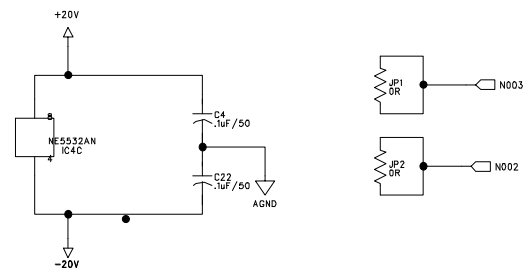 +20V
8
NE5532AN
IC4C
4
C4
.1uF/50
C22
.1uF/50
AGND
-20V
JP1
0R
N003
JP2
0R
N002